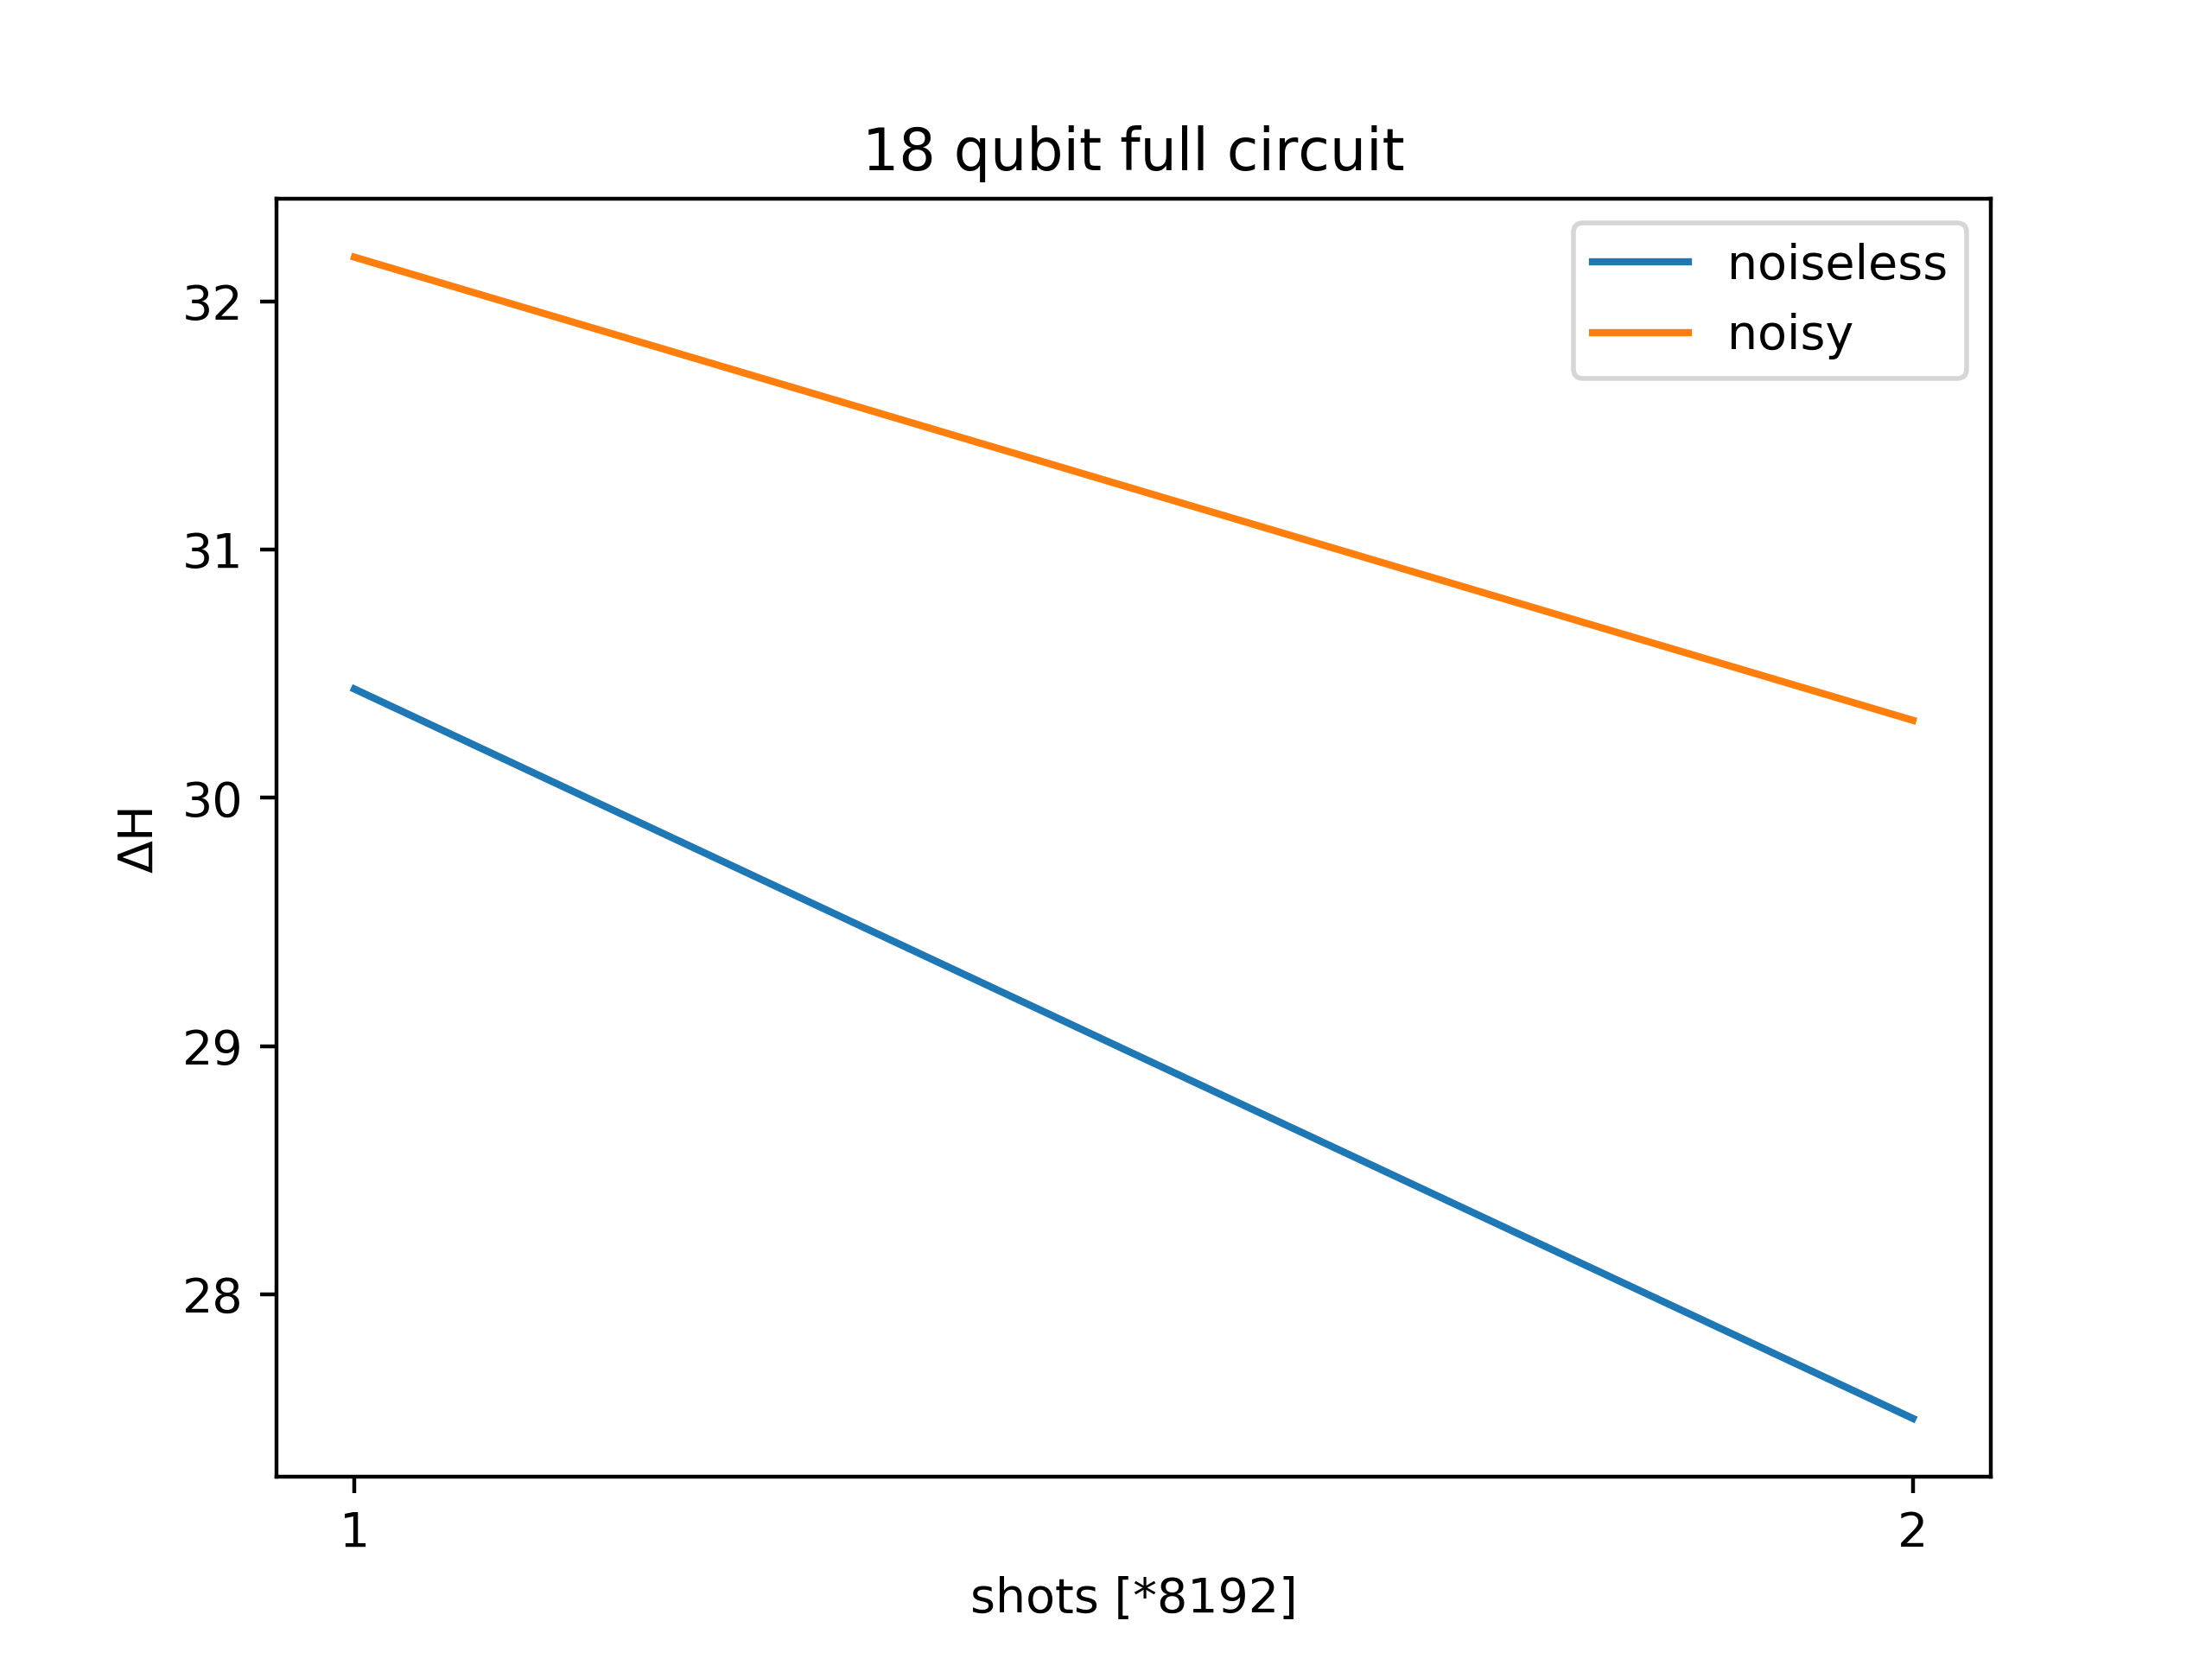 18 qubit full circuit
noiseless
noisy
32
31
30
29
28
ΔH
1
2
shots [*8192]